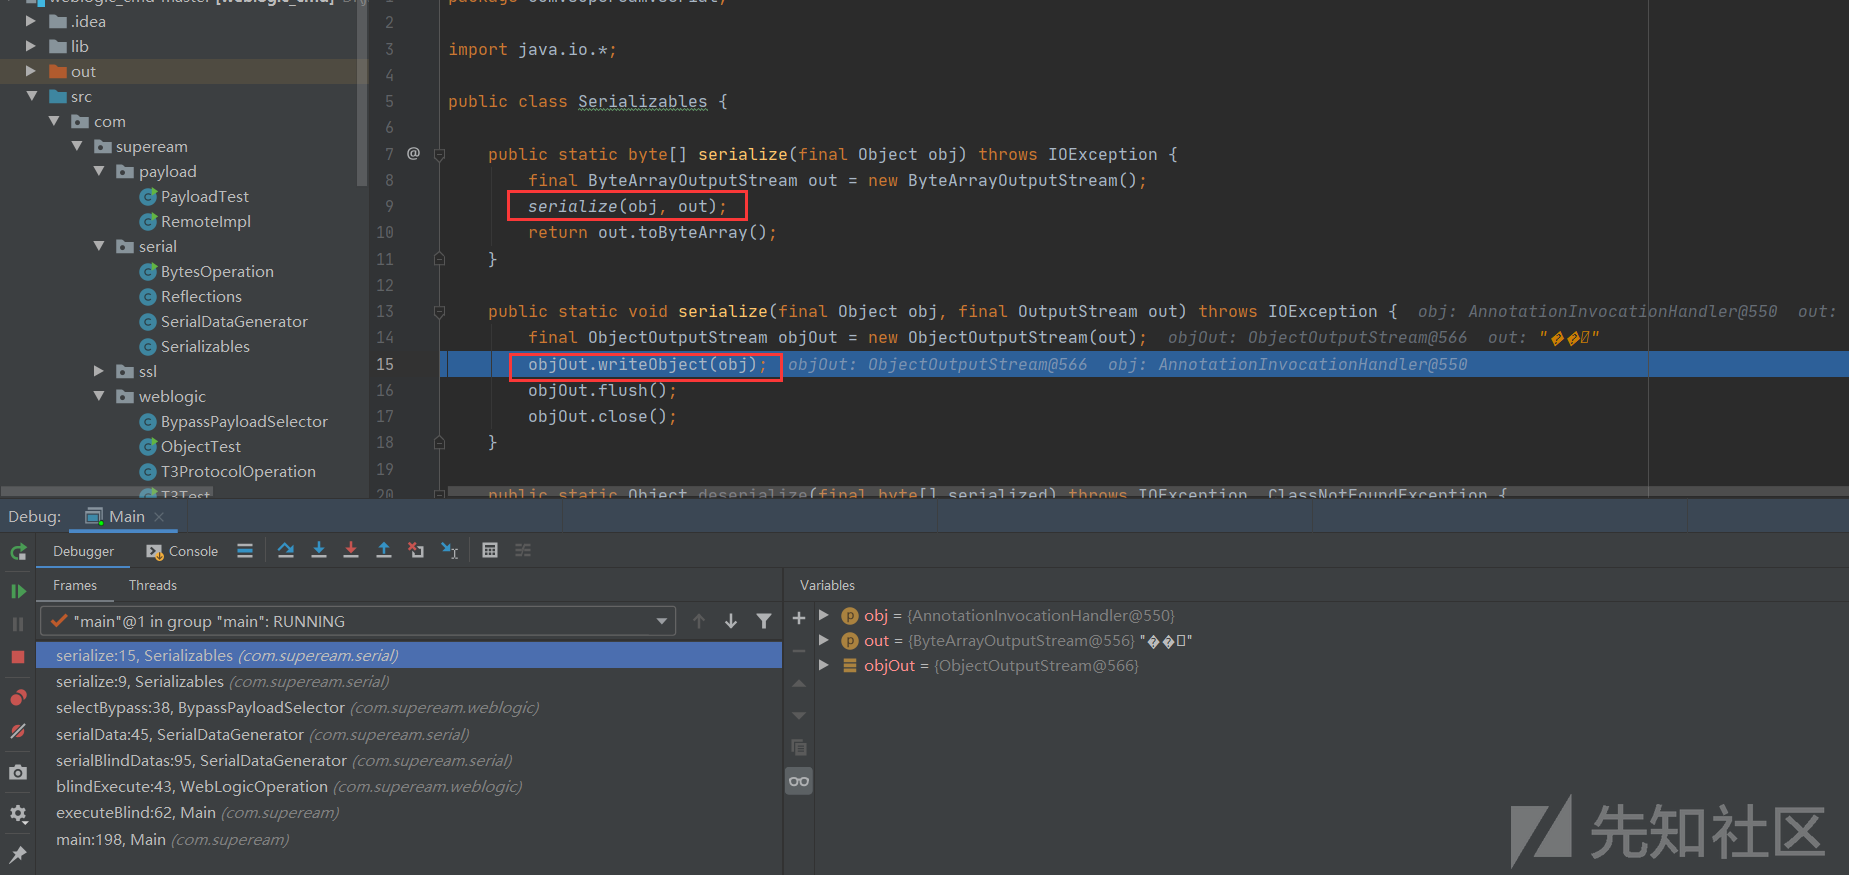 weblogic_cmd-master [weblogic_cmd]
.idea
lib
out
src
com
supeream
payload
PayloadTest
RemoteImpl
serial
BytesOperation
Reflections
SerialDataGenerator
Serializables
ssl
weblogic
BypassPayloadSelector
ObjectTest
T3ProtocolOperation
T3Test
package com.supeream.serial;
2
3 import java.io.*;
4
5 public class Serializables {
6
7 @ public static byte[] serialize(final Object obj) throws IOException {
8 final ByteArrayOutputStream out = new ByteArrayOutputStream();
9 serialize(obj, out);
10 return out.toByteArray();
11 }
12
13 public static void serialize(final Object obj, final OutputStream out) throws IOException { obj: AnnotationInvocationHandler@550 out:
14 final ObjectOutputStream objOut = new ObjectOutputStream(out); objOut: ObjectOutputStream@566 out: "��"
15 objOut.writeObject(obj); objOut: ObjectOutputStream@566 obj: AnnotationInvocationHandler@550
16 objOut.flush();
17 objOut.close();
18 }
19
20 public static Object deserialize(final byte[] serialized) throws IOException, ClassNotFoundException {
Debug: Main
Debugger Console
Frames Threads
"main"@1 in group "main": RUNNING
serialize:15, Serializables (com.supeream.serial)
serialize:9, Serializables (com.supeream.serial)
selectBypass:38, BypassPayloadSelector (com.supeream.weblogic)
serialData:45, SerialDataGenerator (com.supeream.serial)
serialBlindDatas:95, SerialDataGenerator (com.supeream.serial)
blindExecute:43, WebLogicOperation (com.supeream.weblogic)
executeBlind:62, Main (com.supeream)
main:198, Main (com.supeream)
Variables
obj = {AnnotationInvocationHandler@550}
out = {ByteArrayOutputStream@556} "��"
objOut = {ObjectOutputStream@566}
先知社区